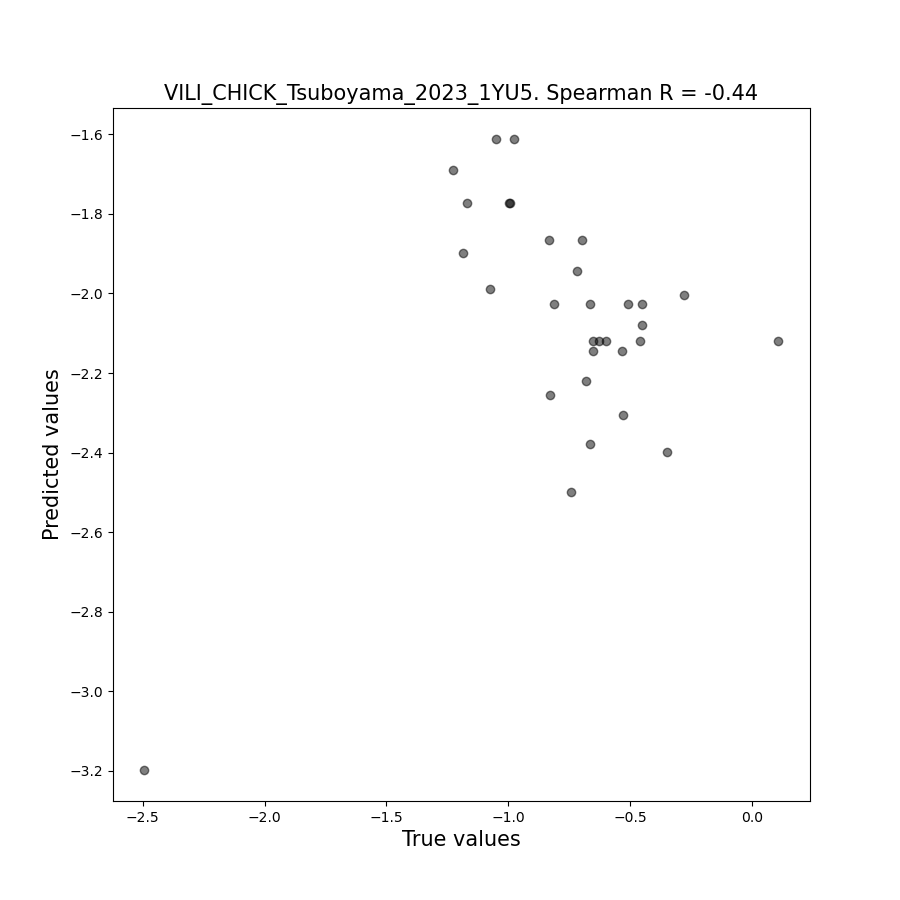 VILI_CHICK_Tsuboyama_2023_1YU5. Spearman R = -0.44
−1.6
−1.8
−2.0
−2.2
−2.4
−2.6
−2.8
−3.0
−3.2
Predicted values
−2.5 −2.0 −1.5 −1.0 −0.5 0.0
True values